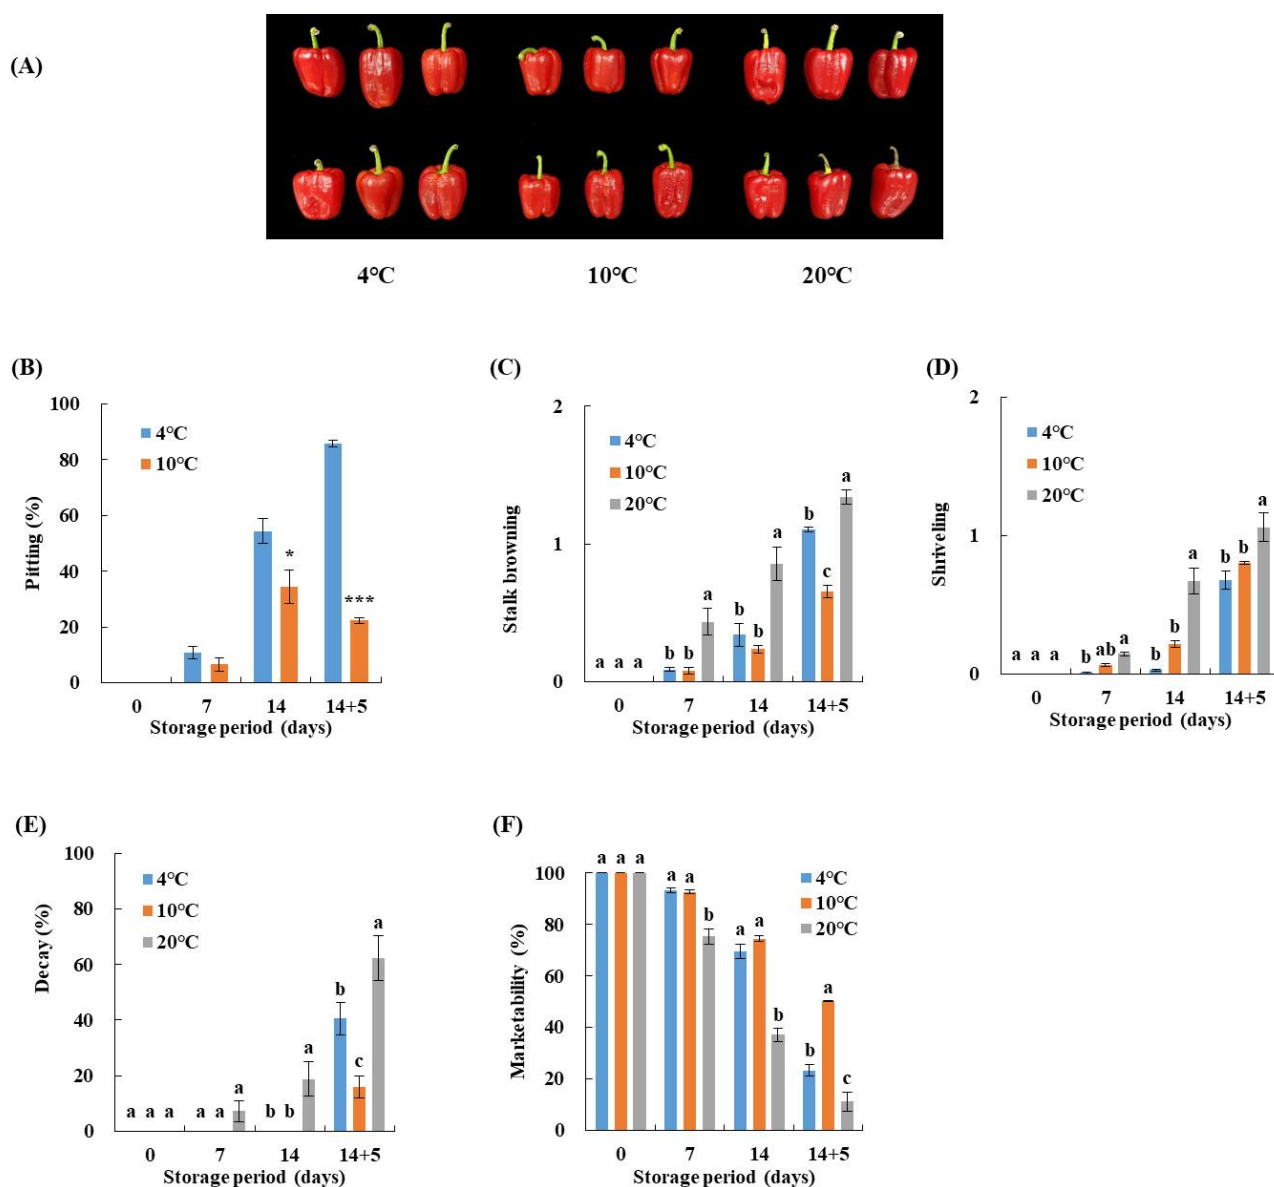 (A)
4°C 10°C 20°C
(B)
Pitting (%)
100
80
60
40
20
0
4°C
10°C
*
***
0 7 14 14+5
Storage period (days)
(C)
Stalk browning
2
1
0
4°C
10°C
20°C
a a a b b a b b a b c a
0 7 14 14+5
Storage period (days)
(D)
Shriveling
2
1
0
4°C
10°C
20°C
a a a b ab a b b a b b a
0 7 14 14+5
Storage period (days)
(E)
Decay (%)
100
80
60
40
20
0
4°C
10°C
20°C
a a a a a a b b a b c a
0 7 14 14+5
Storage period (days)
(F)
Marketability (%)
100
80
60
40
20
0
4°C
10°C
20°C
a a a a a b a a b b a c
0 7 14 14+5
Storage period (days)